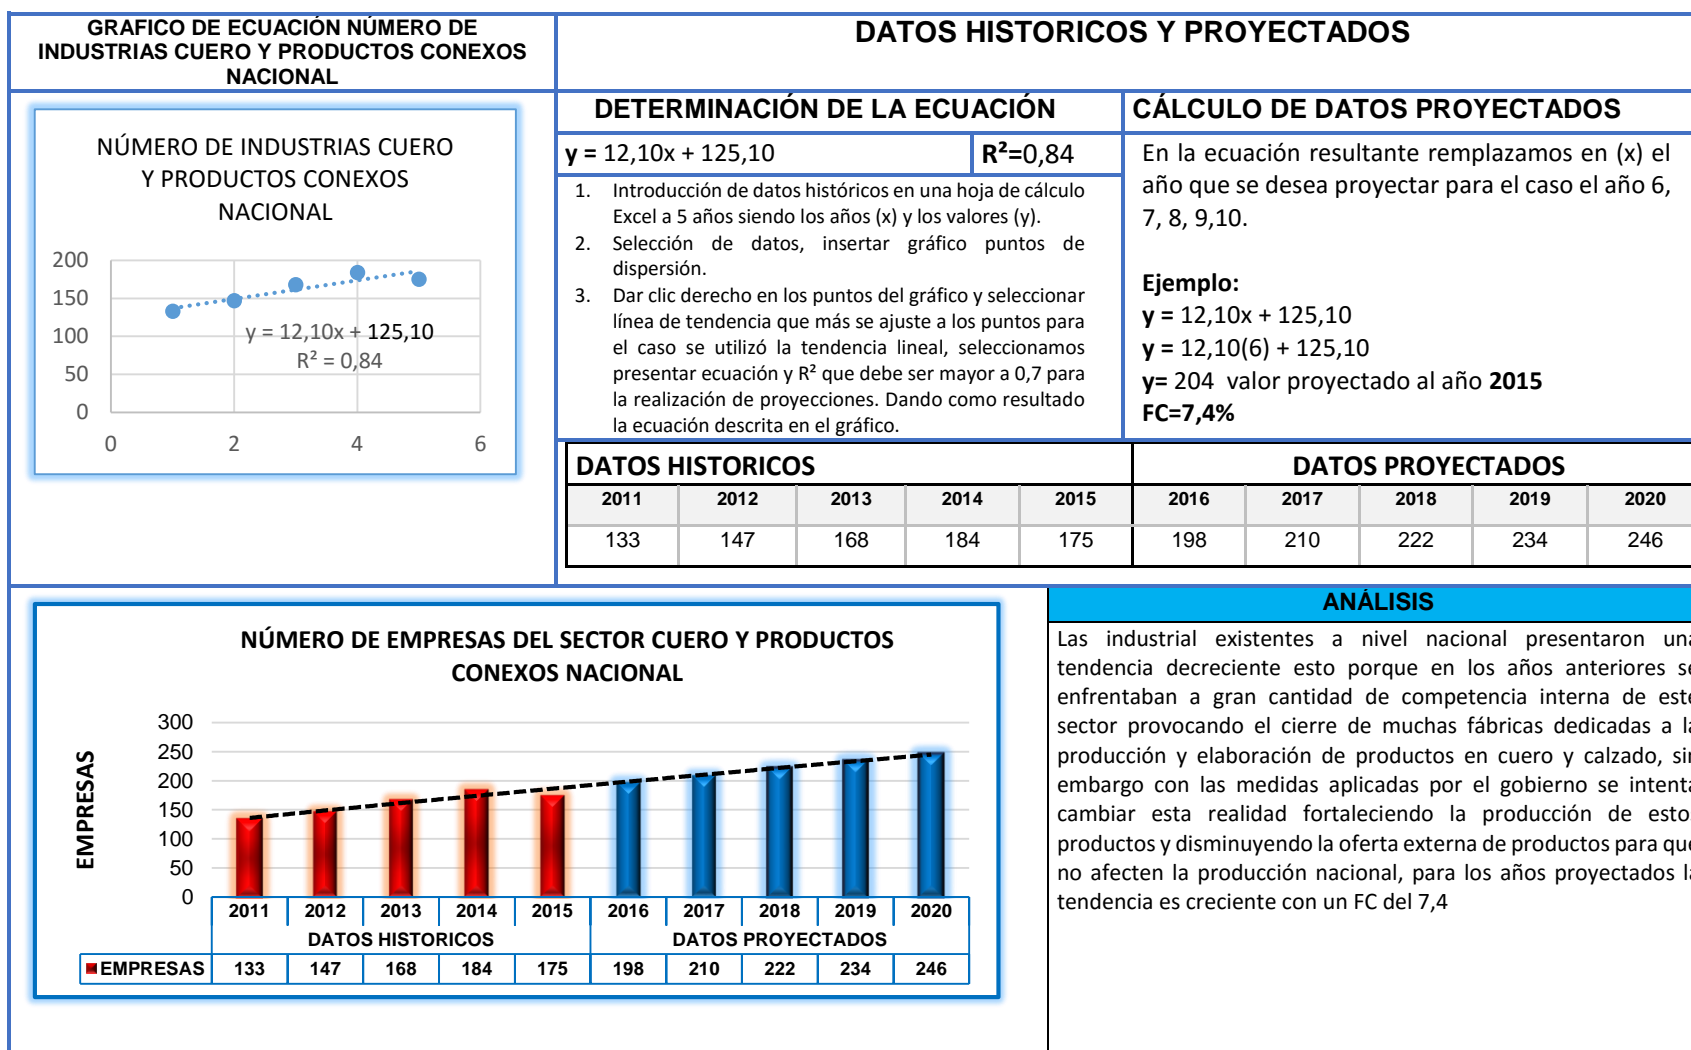 GRAFICO DE ECUACIÓN NÚMERO DE
INDUSTRIAS CUERO Y PRODUCTOS CONEXOS
NACIONAL
DATOS HISTORICOS Y PROYECTADOS
NÚMERO DE INDUSTRIAS CUERO
Y PRODUCTOS CONEXOS
NACIONAL
200
150
100
50
0
0 2 4 6
y = 12,10x + 125,10
R² = 0,84
DETERMINACIÓN DE LA ECUACIÓN
y = 12,10x + 125,10 R²=0,84
1. Introducción de datos históricos en una hoja de cálculo
Excel a 5 años siendo los años (x) y los valores (y).
2. Selección de datos, insertar gráfico puntos de
dispersión.
3. Dar clic derecho en los puntos del gráfico y seleccionar
línea de tendencia que más se ajuste a los puntos para
el caso se utilizó la tendencia lineal, seleccionamos
presentar ecuación y R² que debe ser mayor a 0,7 para
la realización de proyecciones. Dando como resultado
la ecuación descrita en el gráfico.
CÁLCULO DE DATOS PROYECTADOS
En la ecuación resultante remplazamos en (x) el
año que se desea proyectar para el caso el año 6,
7, 8, 9,10.
Ejemplo:
y = 12,10x + 125,10
y = 12,10(6) + 125,10
y= 204 valor proyectado al año 2015
FC=7,4%
DATOS HISTORICOS DATOS PROYECTADOS
2011 2012 2013 2014 2015 2016 2017 2018 2019 2020
133 147 168 184 175 198 210 222 234 246
NÚMERO DE EMPRESAS DEL SECTOR CUERO Y PRODUCTOS
CONEXOS NACIONAL
EMPRESAS
300
250
200
150
100
50
0
2011 2012 2013 2014 2015 2016 2017 2018 2019 2020
DATOS HISTORICOS DATOS PROYECTADOS
EMPRESAS 133 147 168 184 175 198 210 222 234 246
ANÁLISIS
Las industrial existentes a nivel nacional presentaron una
tendencia decreciente esto porque en los años anteriores se
enfrentaban a gran cantidad de competencia interna de este
sector provocando el cierre de muchas fábricas dedicadas a la
producción y elaboración de productos en cuero y calzado, sin
embargo con las medidas aplicadas por el gobierno se intenta
cambiar esta realidad fortaleciendo la producción de estos
productos y disminuyendo la oferta externa de productos para que
no afecten la producción nacional, para los años proyectados la
tendencia es creciente con un FC del 7,4